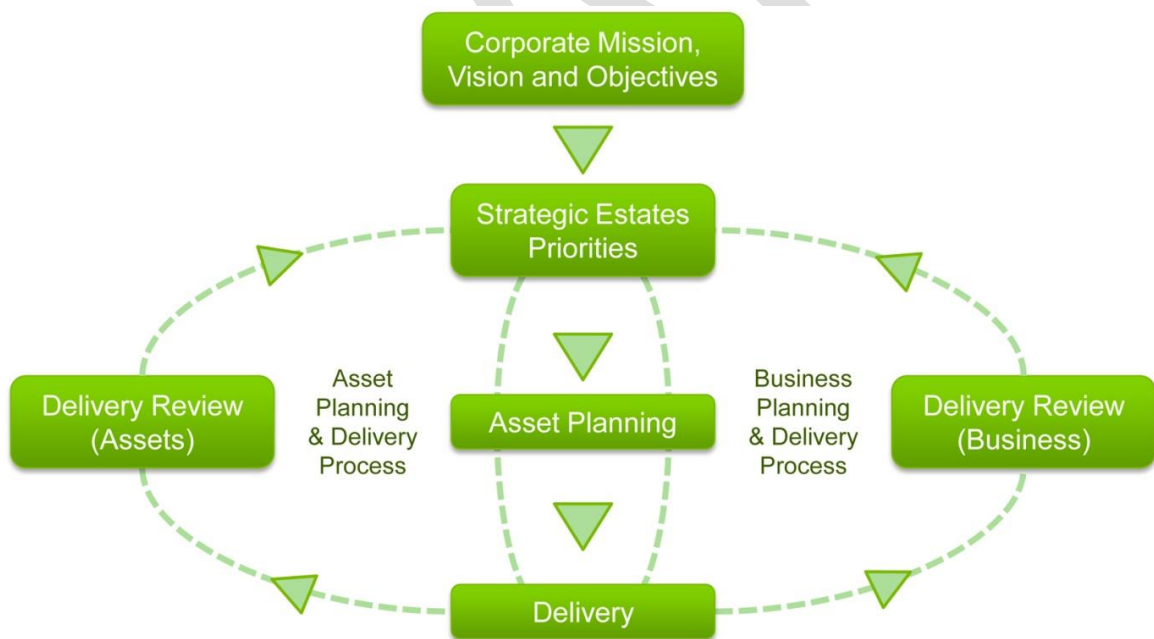 Corporate Mission,
Vision and Objectives
Strategic Estates
Priorities
Delivery Review
(Assets)
Asset
Planning
& Delivery
Process
Asset Planning
Business
Planning
& Delivery
Process
Delivery Review
(Business)
Delivery